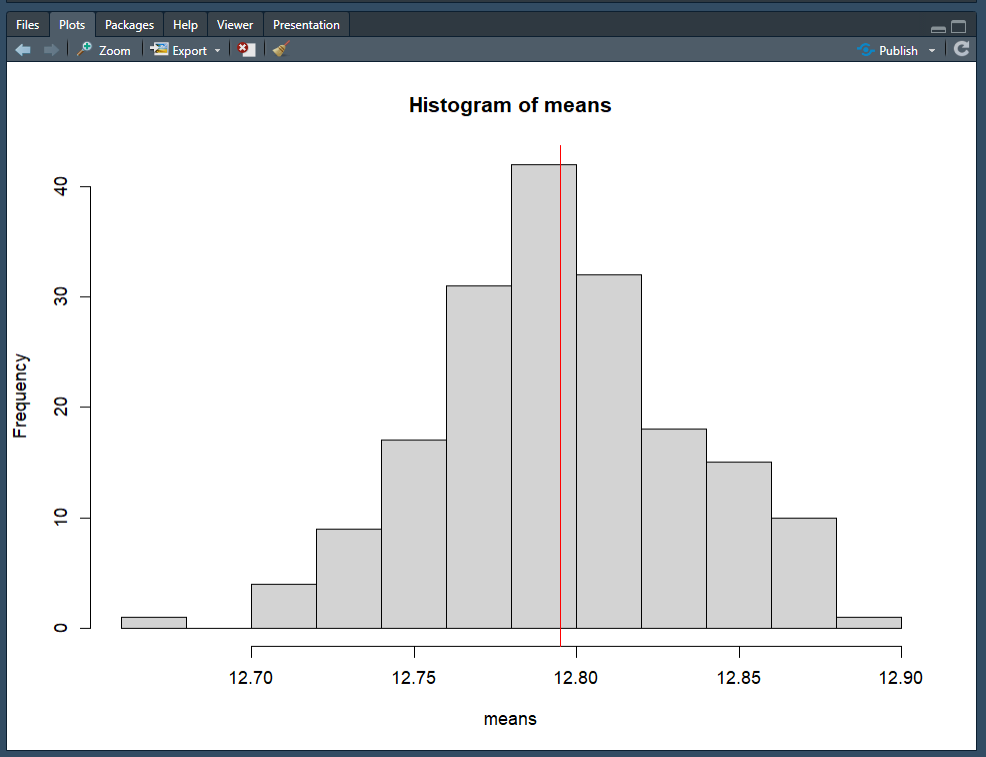 Files Plots Packages Help Viewer Presentation
Zoom Export Publish
Histogram of means
Frequency
40
30
20
10
0
12.70 12.75 12.80 12.85 12.90
means